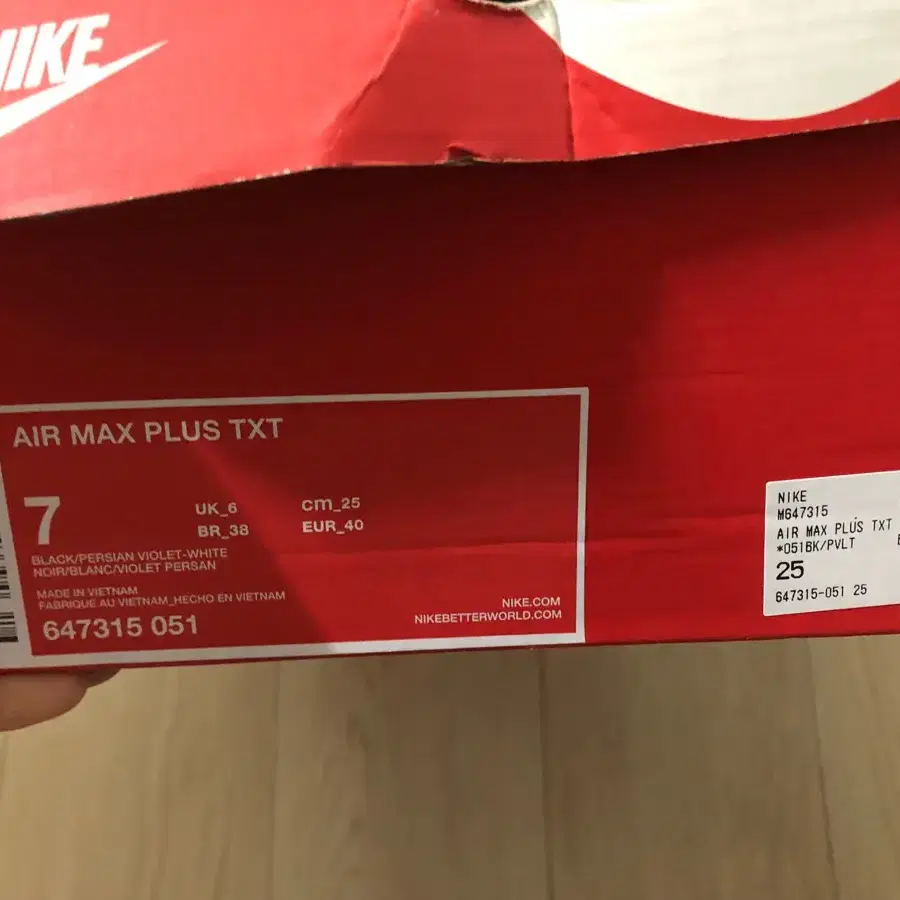 NIKE
AIR MAX PLUS TXT
7
UK_6 cm_25
BR_38 EUR_40
BLACK/PERSIAN VIOLET-WHITE
NOIR/BLANC/VIOLET PERSAN
MADE IN VIETNAM
FABRIQUE AU VIETNAM_HECHO EN VIETNAM
647315 051
NIKE.COM
NIKEBETTERWORLD.COM
NIKE
M647315
AIR MAX PLUS TXT
*051BK/PVLT
25
647315-051 25